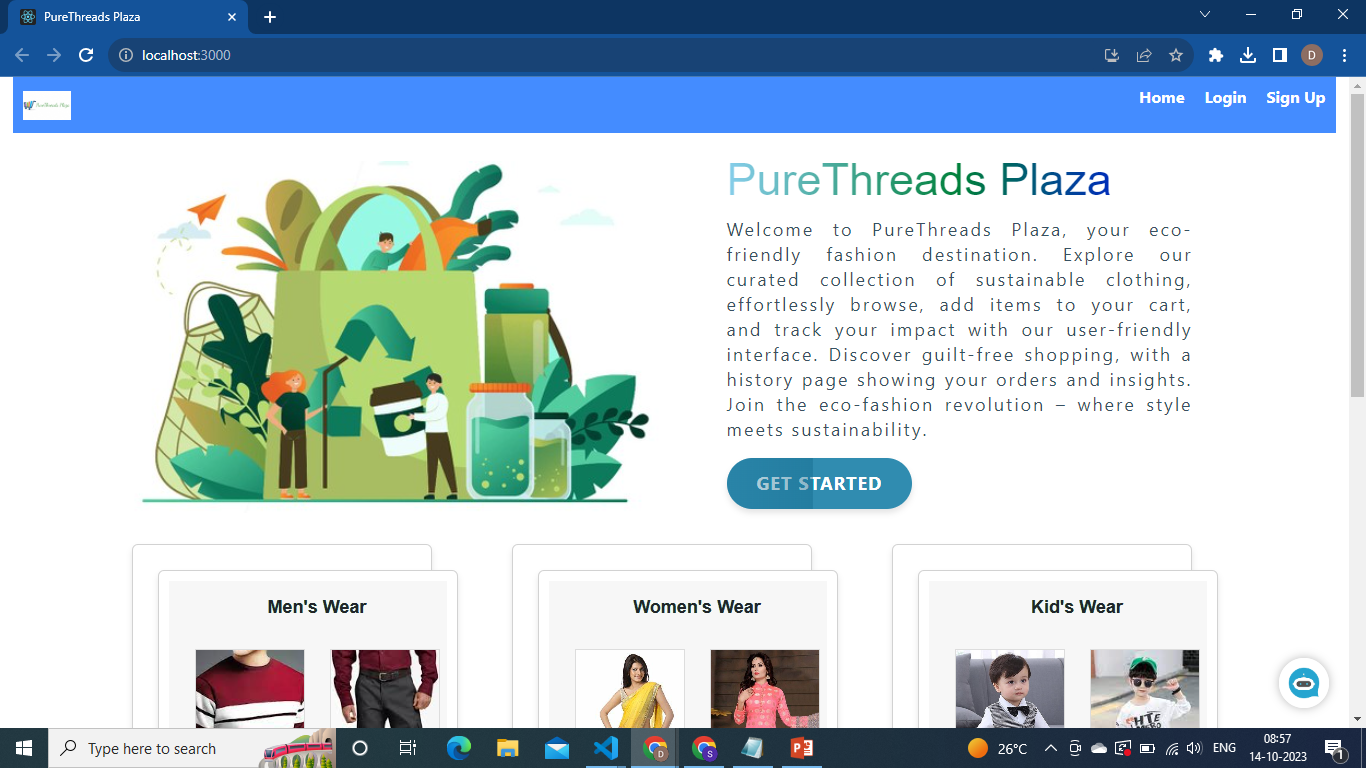 PureThreads Plaza
localhost:3000
D
PureThreads Plaza
Home Login Sign Up
PureThreads Plaza
Welcome to PureThreads Plaza, your eco-
friendly fashion destination. Explore our
curated collection of sustainable clothing,
effortlessly browse, add items to your cart,
and track your impact with our user-friendly
interface. Discover guilt-free shopping, with a
history page showing your orders and insights.
Join the eco-fashion revolution – where style
meets sustainability.
GET STARTED
Men's Wear
Women's Wear
Kid's Wear
Type here to search
D
S
26°C
ENG
08:57
14-10-2023
1